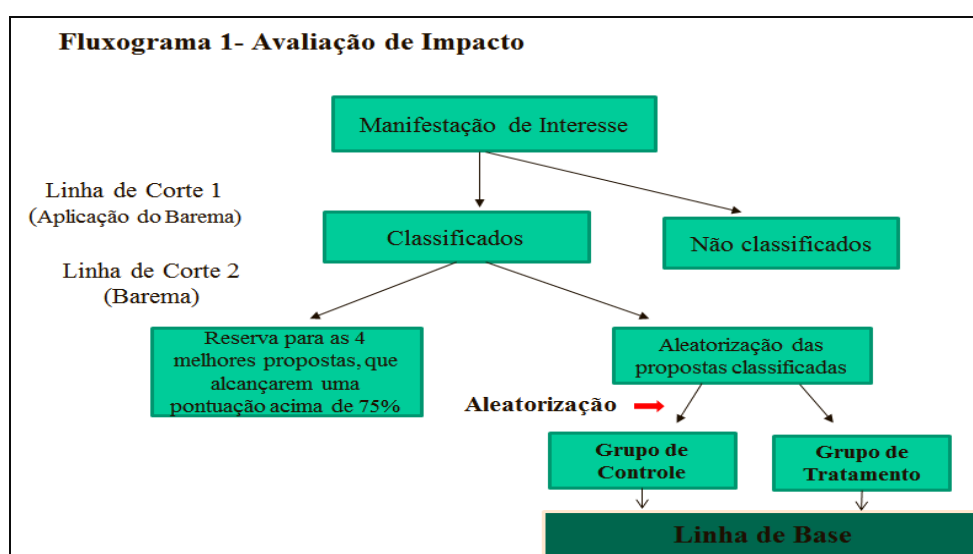 Fluxograma 1- Avaliação de Impacto
Manifestação de Interesse
Linha de Corte 1
(Aplicação do Barema)
Classificados
Não classificados
Linha de Corte 2
(Barema)
Reserva para as 4
melhores propostas, que
alcançarem uma
pontuação acima de 75%
Aleatorização das
propostas classificadas
Aleatorização
Grupo de
Controle
Grupo de
Tratamento
Linha de Base